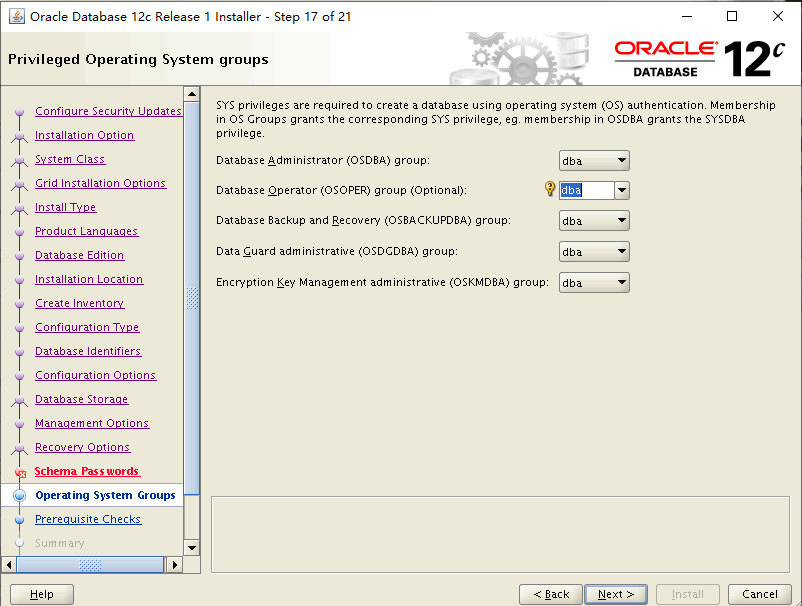 Oracle Database 12c Release 1 Installer - Step 17 of 21
Privileged Operating System groups
ORACLE
DATABASE
12c
Configure Security Updates
Installation Option
System Class
Grid Installation Options
Install Type
Product Languages
Database Edition
Installation Location
Create Inventory
Configuration Type
Database Identifiers
Configuration Options
Database Storage
Management Options
Recovery Options
Schema Passwords
Operating System Groups
Prerequisite Checks
Summary
SYS privileges are required to create a database using operating system (OS) authentication. Membership
in OS Groups grants the corresponding SYS privilege, eg. membership in OSDBA grants the SYSDBA
privilege.
Database Administrator (OSDBA) group: dba
Database Operator (OSOPER) group (Optional): dba
Database Backup and Recovery (OSBACKUPDBA) group: dba
Data Guard administrative (OSDGDBA) group: dba
Encryption Key Management administrative (OSKMDBA) group: dba
Help
< Back
Next >
Install
Cancel